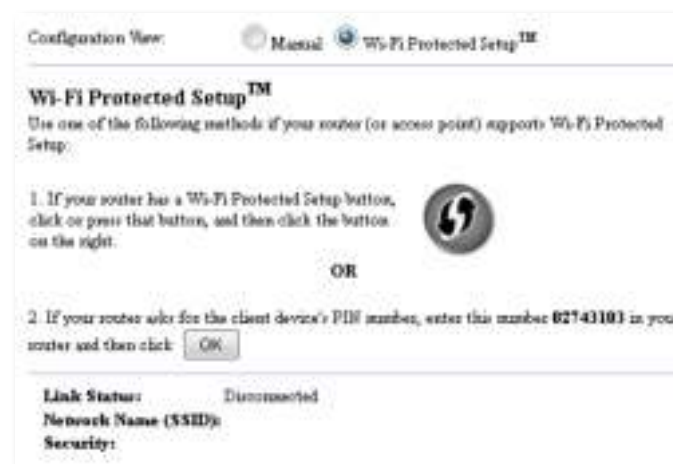 Configuration View: Manual Wi-Fi Protected Setup™
Wi-Fi Protected Setup™
Use one of the following methods if your router (or access point) supports Wi-Fi Protected
Setup:
1. If your router has a Wi-Fi Protected Setup button,
click or press that button, and then click the button
on the right.
OR
2. If your router asks for the client device's PIN number, enter this number 02743103 in you
router and then click OK
Link Status: Disconnected
Network Name (SSID):
Security: